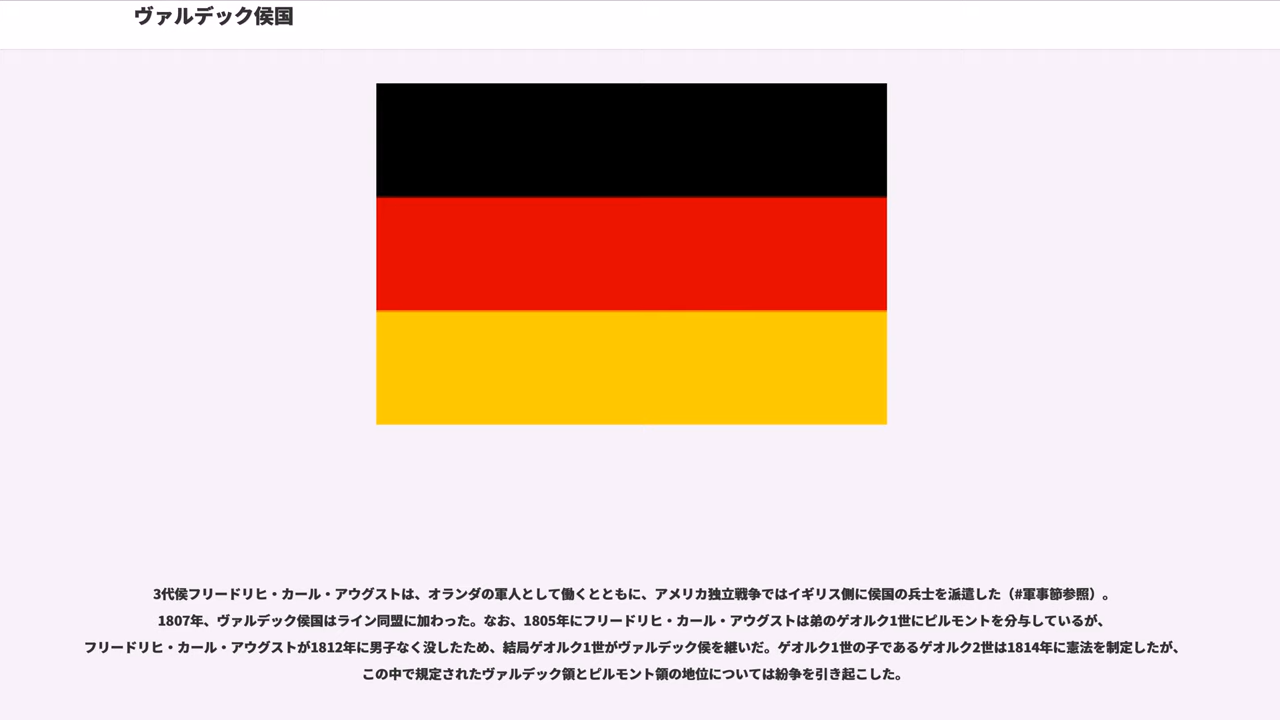 ヴァルデック侯国
3代侯フリードリヒ・カール・アウグストは、オランダの軍人として働くとともに、アメリカ独立戦争ではイギリス側に侯国の兵士を派遣した（#軍事節参照）。
1807年、ヴァルデック侯国はライン同盟に加わった。なお、1805年にフリードリヒ・カール・アウグストは弟のゲオルク1世にピルモントを分与しているが、
フリードリヒ・カール・アウグストが1812年に男子なく没したため、結局ゲオルク1世がヴァルデック侯を継いだ。ゲオルク1世の子であるゲオルク2世は1814年に憲法を制定したが、
この中で規定されたヴァルデック領とピルモント領の地位については紛争を引き起こした。